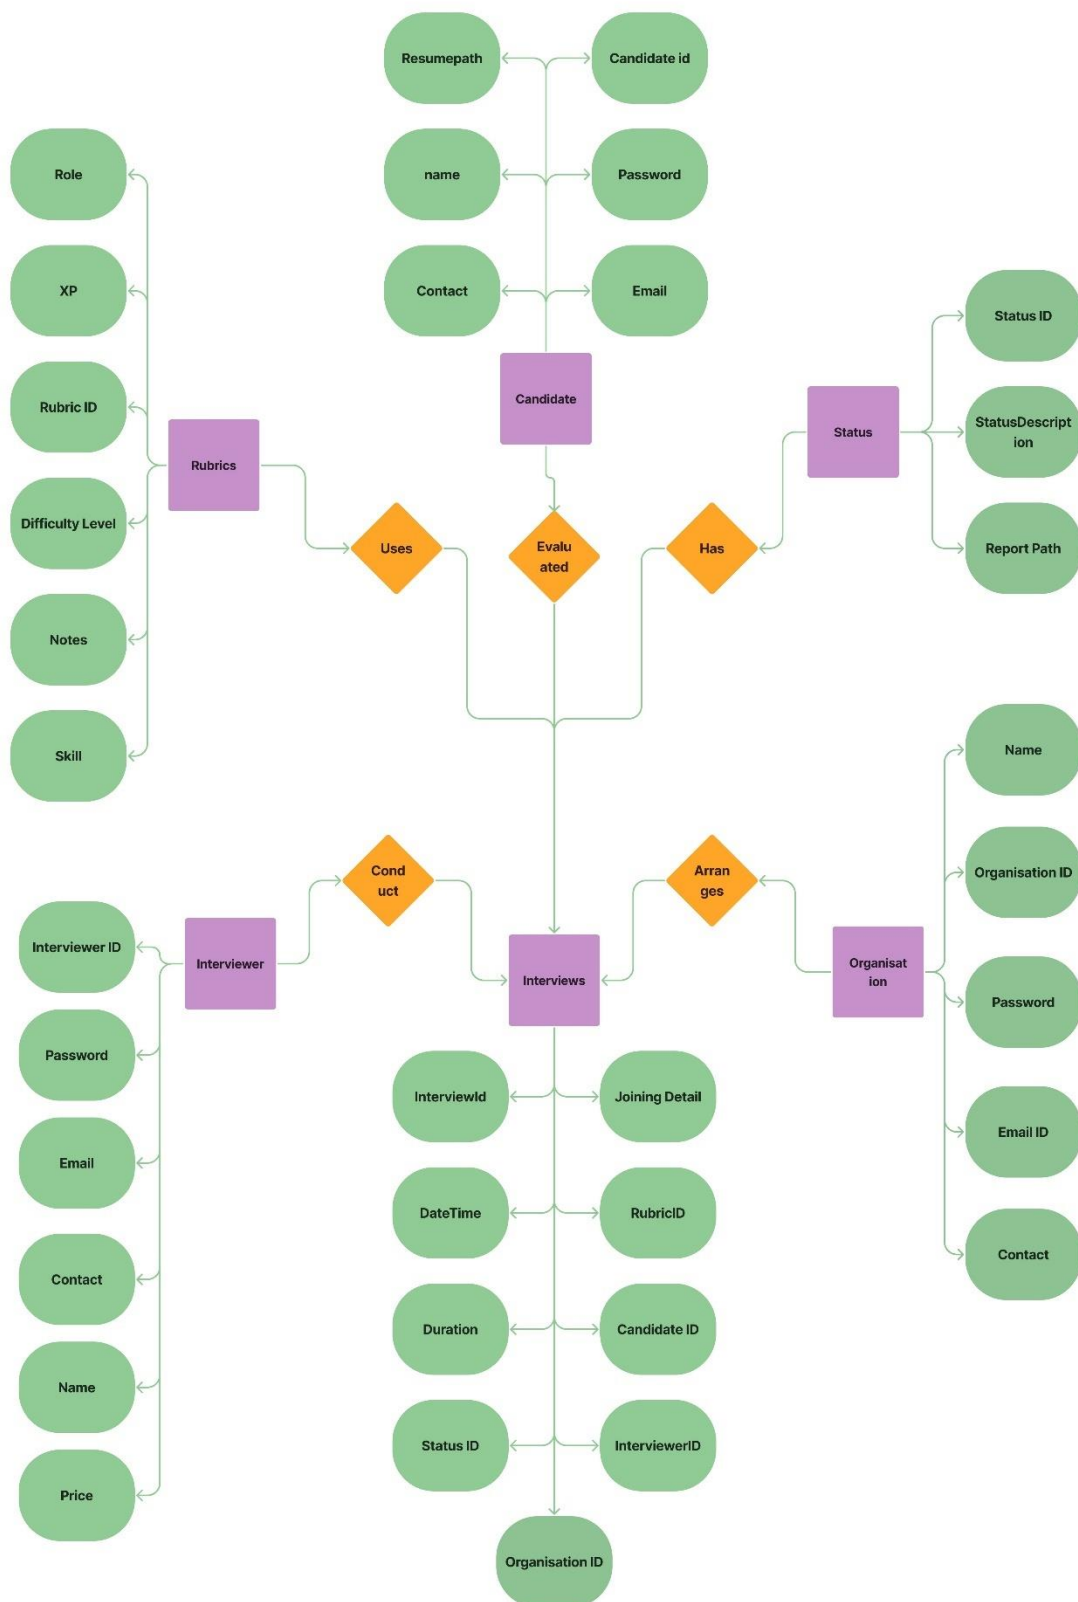 Resumepath
Candidate id
Role
name
Password
XP
Contact
Email
Status ID
Rubric ID
Candidate
Status
StatusDescript
ion
Rubrics
Difficulty Level
Uses
Evalu
ated
Has
Report Path
Notes
Skill
Name
Cond
uct
Arran
ges
Organisation ID
Interviewer ID
Interviewer
Interviews
Organisat
ion
Password
Password
InterviewId
Joining Detail
Email
Email ID
DateTime
RubricID
Contact
Contact
Duration
Candidate ID
Name
Status ID
InterviewerID
Price
Organisation ID